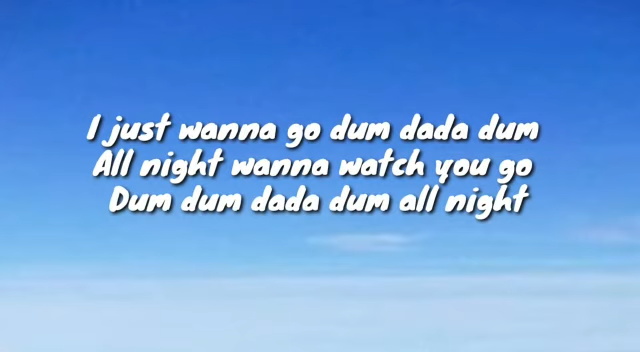 I just wanna go dum dada dum
All night wanna watch you go
Dum dum dada dum all night